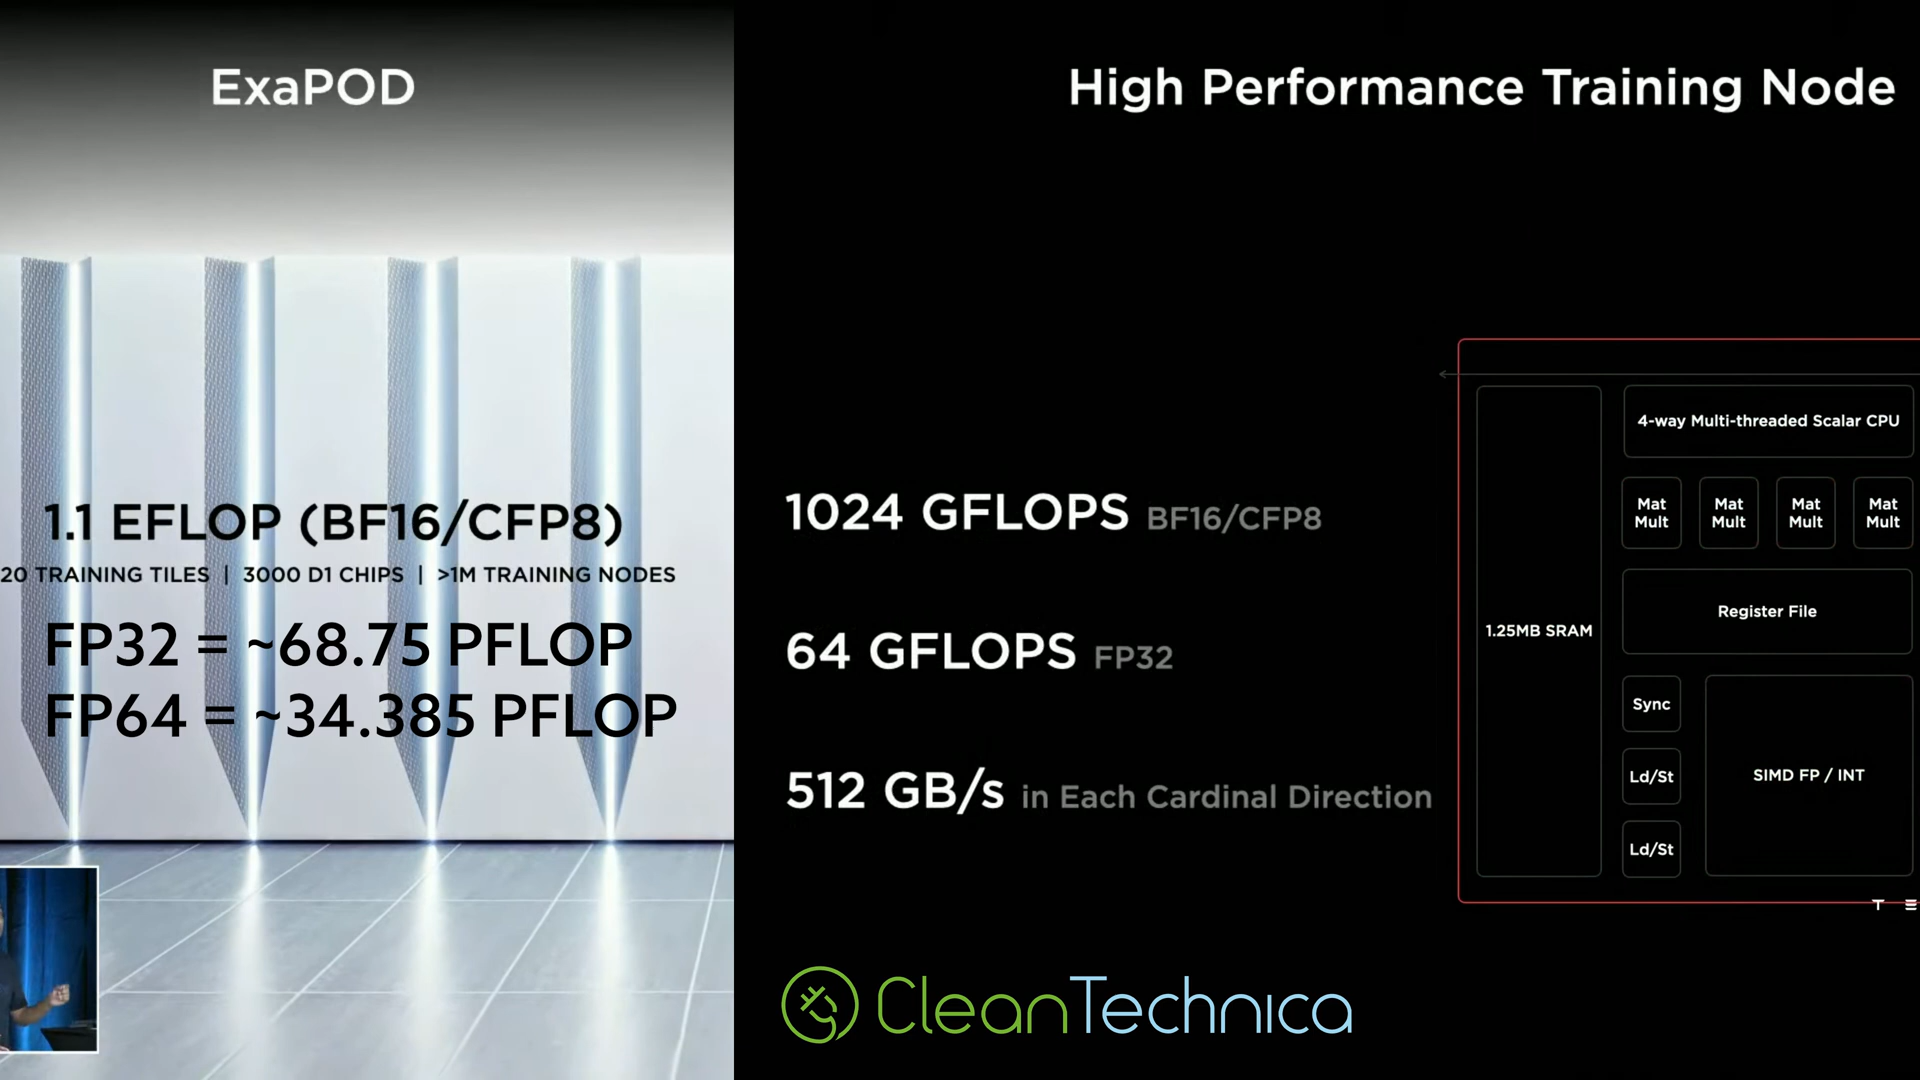 ExaPOD
1.1 EFLOP (BF16/CFP8)
20 TRAINING TILES | 3000 D1 CHIPS | >1M TRAINING NODES
FP32 = ~68.75 PFLOP
FP64 = ~34.385 PFLOP
High Performance Training Node
1024 GFLOPS BF16/CFP8
64 GFLOPS FP32
512 GB/s in Each Cardinal Direction
4-way Multi-threaded Scalar CPU
Mat Mat Mat Mat
Mult Mult Mult Mult
Register File
1.25MB SRAM
Sync
SIMD FP / INT
Ld/St
Ld/St
T E
CleanTechnica